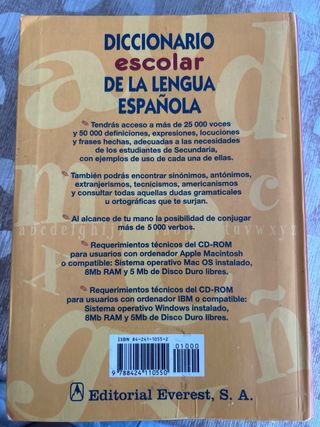 DICCIONARIO
escolar
DE LA LENGUA
ESPAÑOLA
Tendrás acceso a más de 25 000 voces
y 50 000 definiciones, expresiones, locuciones
y frases hechas, adecuadas a las necesidades
de los estudiantes de Secundaria,
con ejemplos de uso de cada una de ellas.
También podrás encontrar sinónimos, antónimos,
extranjerismos, tecnicismos, americanismos
y consultar todas aquellas dudas gramaticales
u ortográficas que te surjan.
Al alcance de tu mano la posibilidad de conjugar
más de 5 000 verbos.
Requerimientos técnicos del CD-ROM
para usuarios con ordenador Apple Macintosh
o compatible: Sistema operativo Mac OS instalado,
8Mb RAM y 5 Mb de Disco Duro libres.
Requerimientos técnicos del CD-ROM
para usuarios con ordenador IBM o compatible:
Sistema operativo Windows instalado,
8Mb RAM y 5 Mb de Disco Duro libres.
ISBN 84-241-1055-2
01000
9 788424 110550
Editorial Everest, S. A.